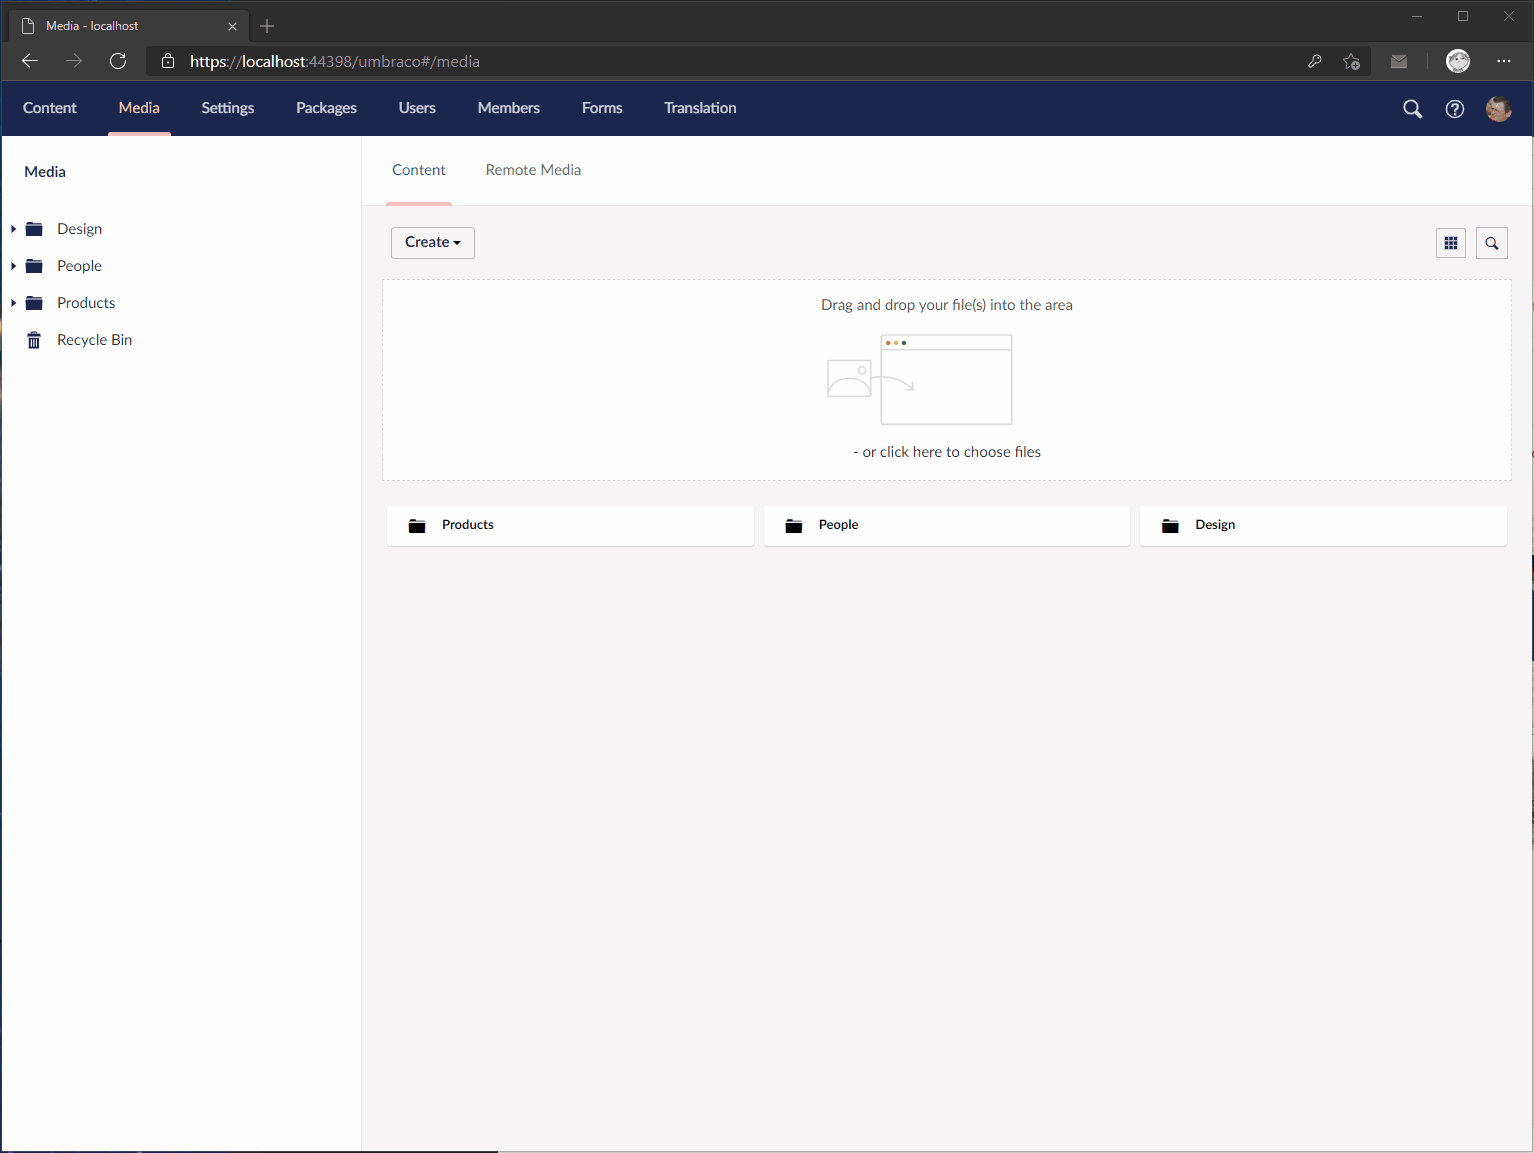 Media - localhost
https://localhost:44398/umbraco#/media
Content Media Settings Packages Users Members Forms Translation
Media
Design
People
Products
Recycle Bin
Content Remote Media
Create
Drag and drop your file(s) into the area
- or click here to choose files
Products People Design